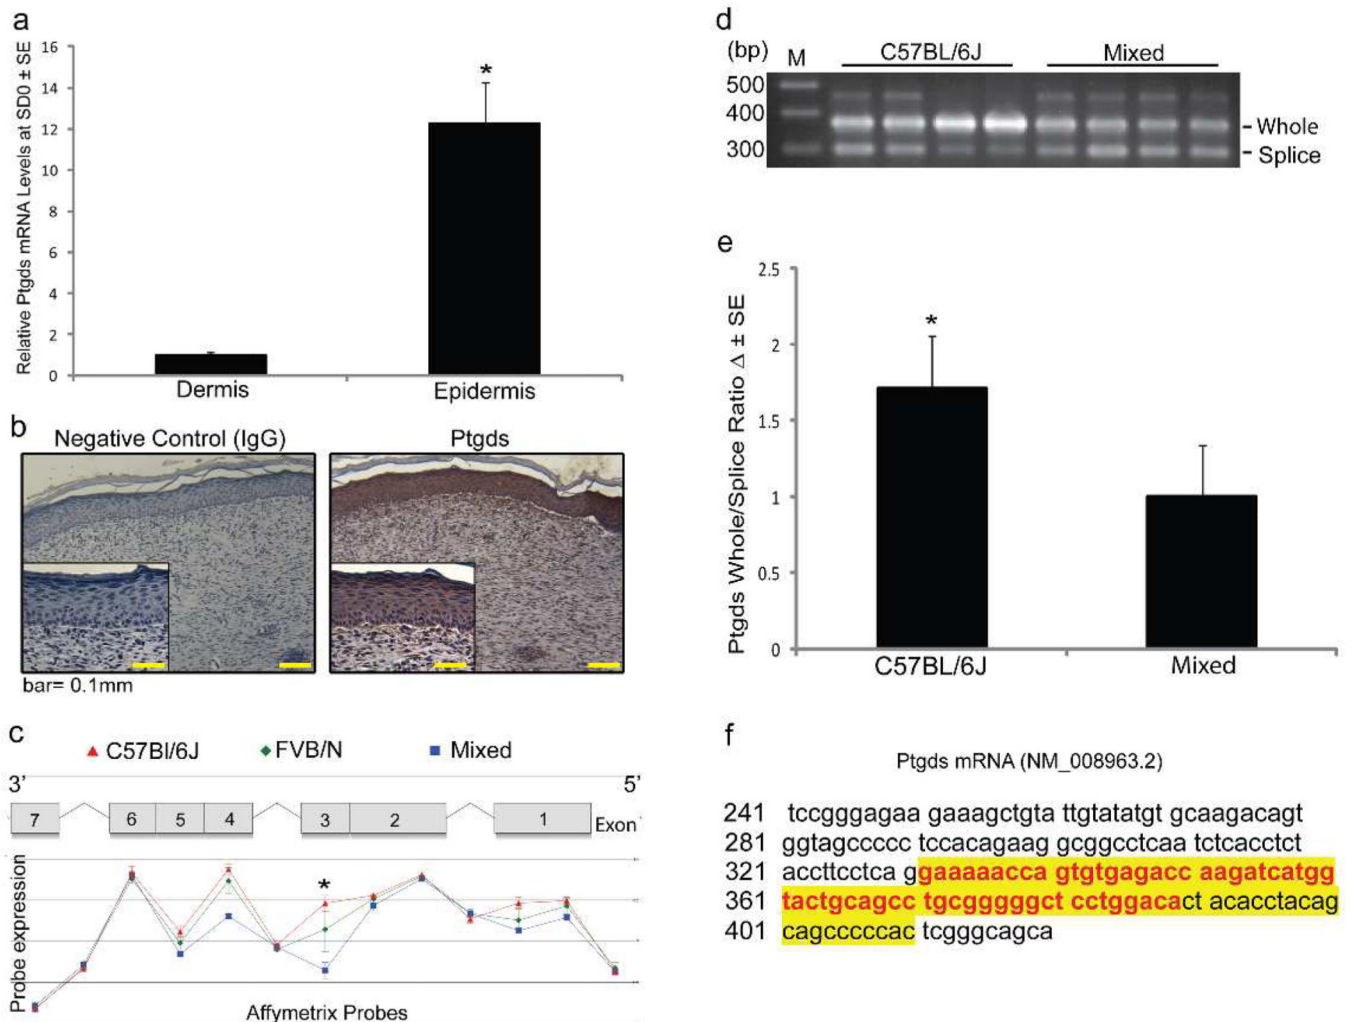 a
Relative Ptgds mRNA Levels at SD0 ± SE
16
14
12
10
8
6
4
2
0
*
Dermis
Epidermis
b
Negative Control (IgG)
Ptgds
bar= 0.1mm
c
C57Bl/6J
FVB/N
Mixed
3’
5’
7
6
5
4
3
2
1
Exon
*
Probe expression
Affymetrix Probes
d
(bp)
M
C57BL/6J
Mixed
500
400
300
- Whole
- Splice
e
Ptgds Whole/Splice Ratio Δ ± SE
2.5
2
1.5
1
0.5
0
*
C57BL/6J
Mixed
f
Ptgds mRNA (NM_008963.2)
241 tccgggagaa gaaagctgta ttgtatatgt gcaagacagt
281 ggtagccccc tccacagaag gcggcctcaa tctcacctct
321 accttcctca ggaaaaacca gtgtgagacc aagatcatgg
361 tactgcagcc tgcgggggct cctggacact acacctacag
401 cagcccccac tcgggcagca